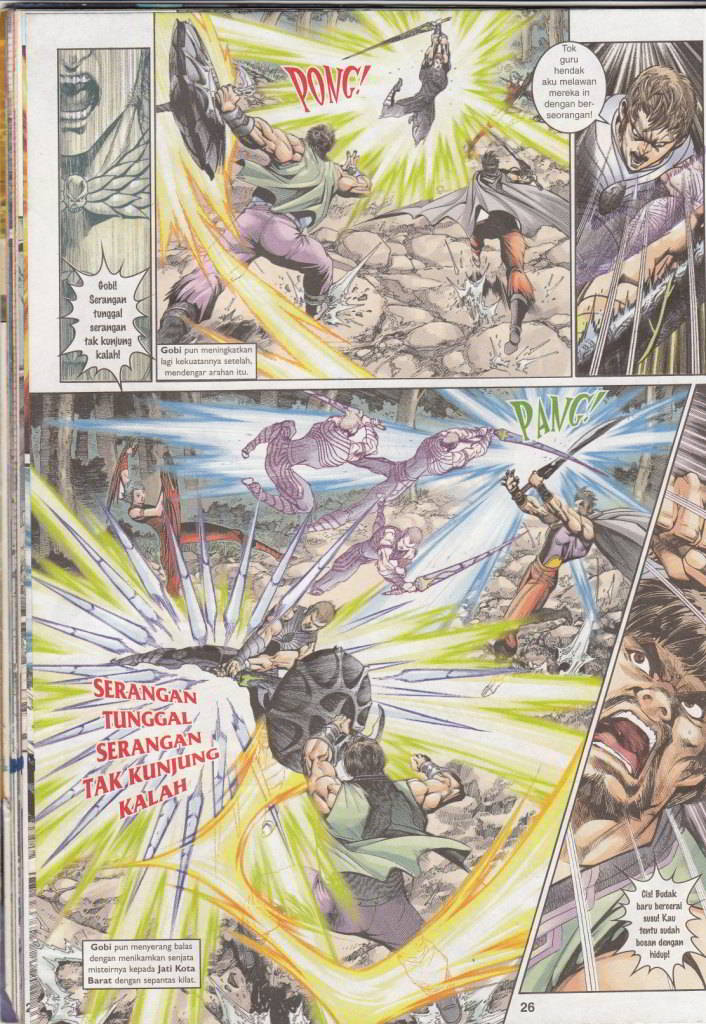 Gobi!
Serangan
tunggal
serangan
tak kunjung
kalah!
PONG!
Gobi pun meningkatkan
lagi kekuatannya setelah,
mendengar arahan itu.
Tok
guru
hendak
aku melawan
mereka in
dengan ber-
seorangan!
PANG!
SERANGAN
TUNGGAL
SERANGAN
TAK KUNJUNG
KALAH
Gobi pun menyerang balas
dengan menikamkan senjata
misteirnya kepada Jati Kota
Barat dengan sepantas kilat.
Cis! Budak
baru bercerai
susu! Kau
tentu sudah
bosan dengan
hidup!
26